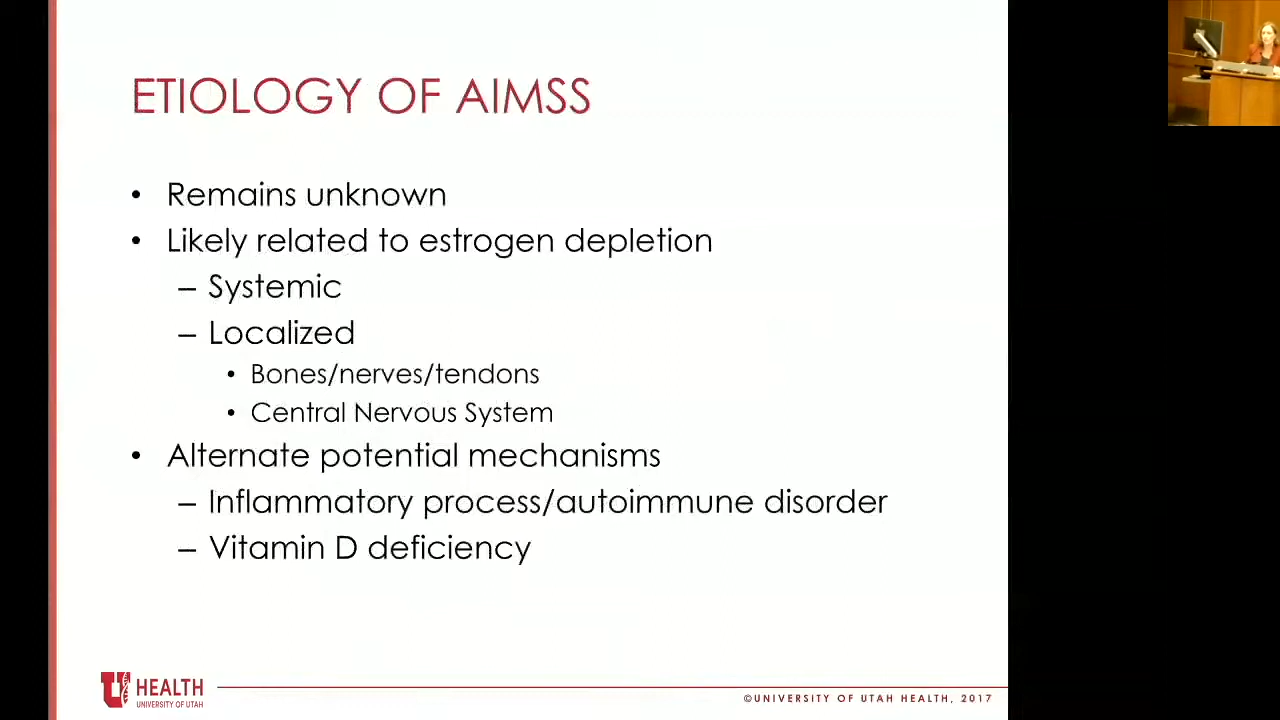 ETIOLOGY OF AIMSS
• Remains unknown
• Likely related to estrogen depletion
– Systemic
– Localized
• Bones/nerves/tendons
• Central Nervous System
• Alternate potential mechanisms
– Inflammatory process/autoimmune disorder
– Vitamin D deficiency
U HEALTH
UNIVERSITY OF UTAH
©UNIVERSITY OF UTAH HEALTH, 2017